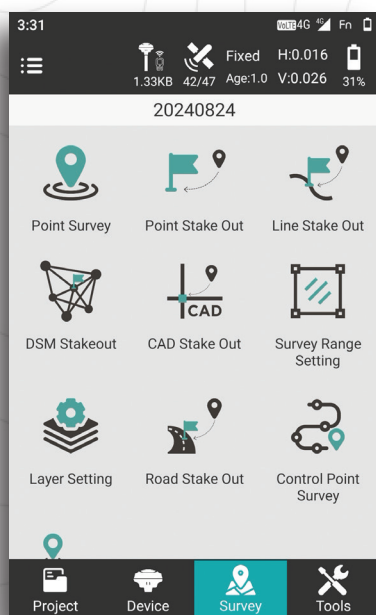 3:31 VoLTE 4G 4G Fn
Fixed H:0.016
1.33KB 42/47 Age:1.0 V:0.026 31%
20240824
Point Survey Point Stake Out Line Stake Out
CAD
DSM Stakeout CAD Stake Out Survey Range
Setting
Layer Setting Road Stake Out Control Point
Survey
Project Device Survey Tools